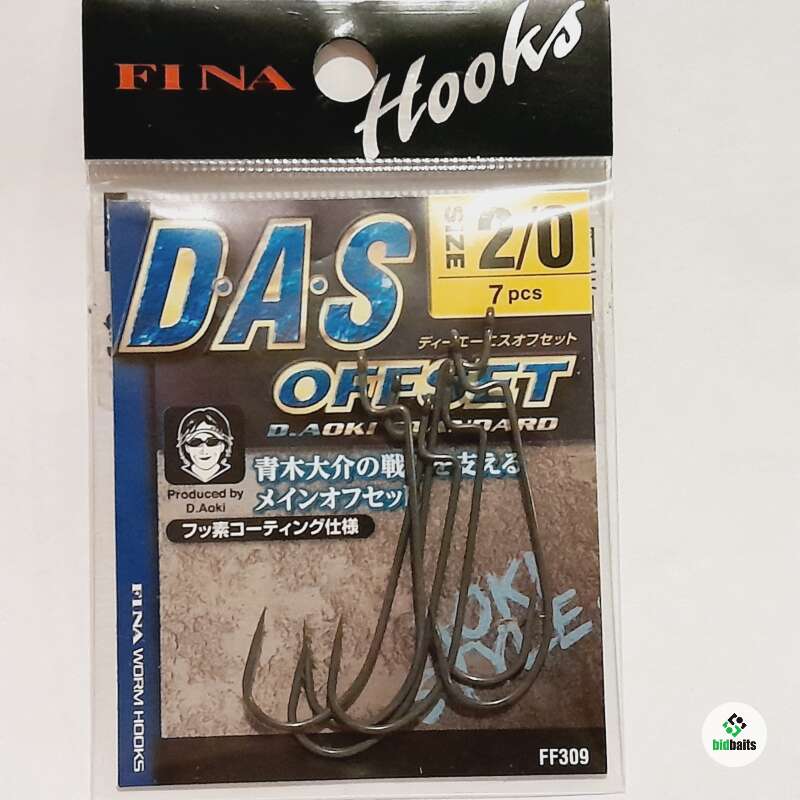 FINA
Hooks
D·A·S
SIZE
2/0
7 pcs
ディーエーエスオフセット
OFFSET
D.AOKI STANDARD
青木大介の戦 を支える
メインオフセット
Produced by
D.Aoki
フッ素コーティング仕様
FINA WORM HOOKS
FF309
bidbaits